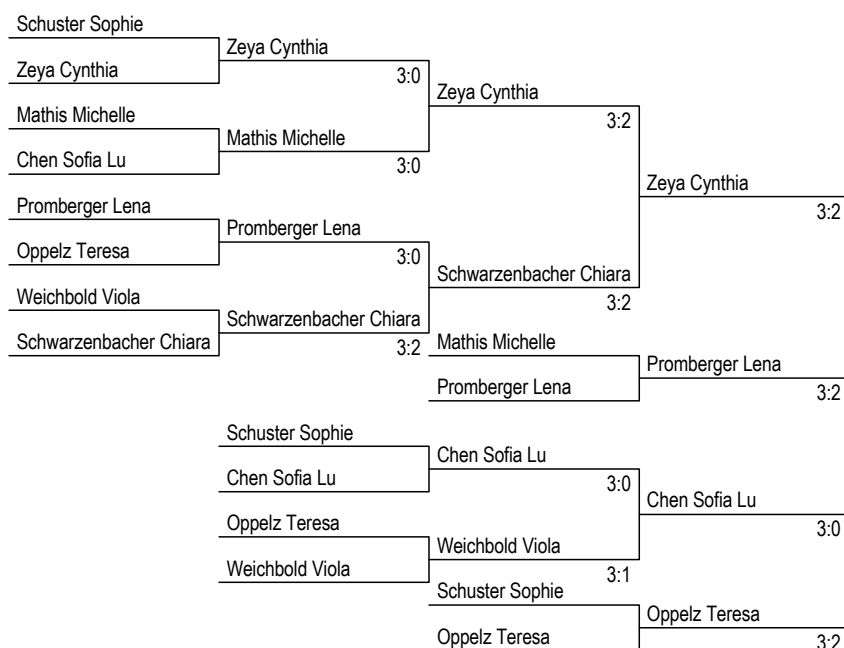 Schuster Sophie
Zeya Cynthia
Zeya Cynthia
3:0
Zeya Cynthia
Mathis Michelle
3:2
Mathis Michelle
Chen Sofia Lu
3:0
Zeya Cynthia
Promberger Lena
3:2
Promberger Lena
Oppelz Teresa
3:0
Schwarzenbacher Chiara
Weichbold Viola
3:2
Schwarzenbacher Chiara
Schwarzenbacher Chiara
3:2
Mathis Michelle
Promberger Lena
Promberger Lena
3:2
Schuster Sophie
Chen Sofia Lu
Chen Sofia Lu
3:0
Chen Sofia Lu
Oppelz Teresa
3:0
Weichbold Viola
Weichbold Viola
3:1
Schuster Sophie
Oppelz Teresa
Oppelz Teresa
3:2